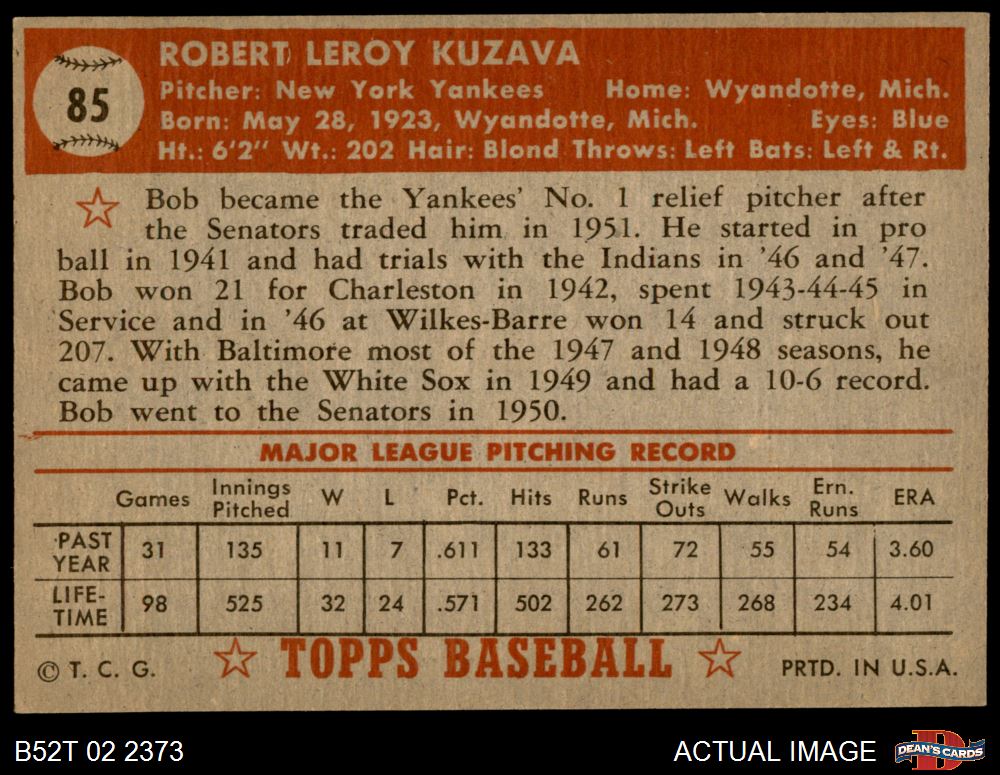 85
ROBERT LEROY KUZAVA
Pitcher: New York Yankees Home: Wyandotte, Mich.
Born: May 28, 1923, Wyandotte, Mich. Eyes: Blue
Ht.: 6'2" Wt.: 202 Hair: Blond Throws: Left Bats: Left & Rt.
Bob became the Yankees' No. 1 relief pitcher after
the Senators traded him in 1951. He started in pro
ball in 1941 and had trials with the Indians in '46 and '47.
Bob won 21 for Charleston in 1942, spent 1943-44-45 in
Service and in '46 at Wilkes-Barre won 14 and struck out
207. With Baltimore most of the 1947 and 1948 seasons, he
came up with the White Sox in 1949 and had a 10-6 record.
Bob went to the Senators in 1950.
MAJOR LEAGUE PITCHING RECORD
Games Innings Pitched W L Pct. Hits Runs Strike Outs Walks Ern. Runs ERA
PAST YEAR 31 135 11 7 .611 133 61 72 55 54 3.60
LIFE-TIME 98 525 32 24 .571 502 262 273 268 234 4.01
© T. C. G. TOPPS BASEBALL PRTD. IN U.S.A.
B52T 02 2373 ACTUAL IMAGE DEAN'S CARDS